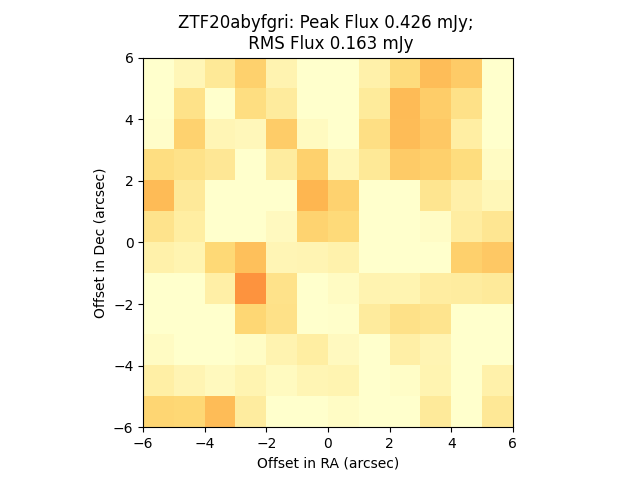 ZTF20abyfgri: Peak Flux 0.426 mJy;
RMS Flux 0.163 mJy
6
4
2
0
−2
−4
−6
Offset in Dec (arcsec)
−6 −4 −2 0 2 4 6
Offset in RA (arcsec)